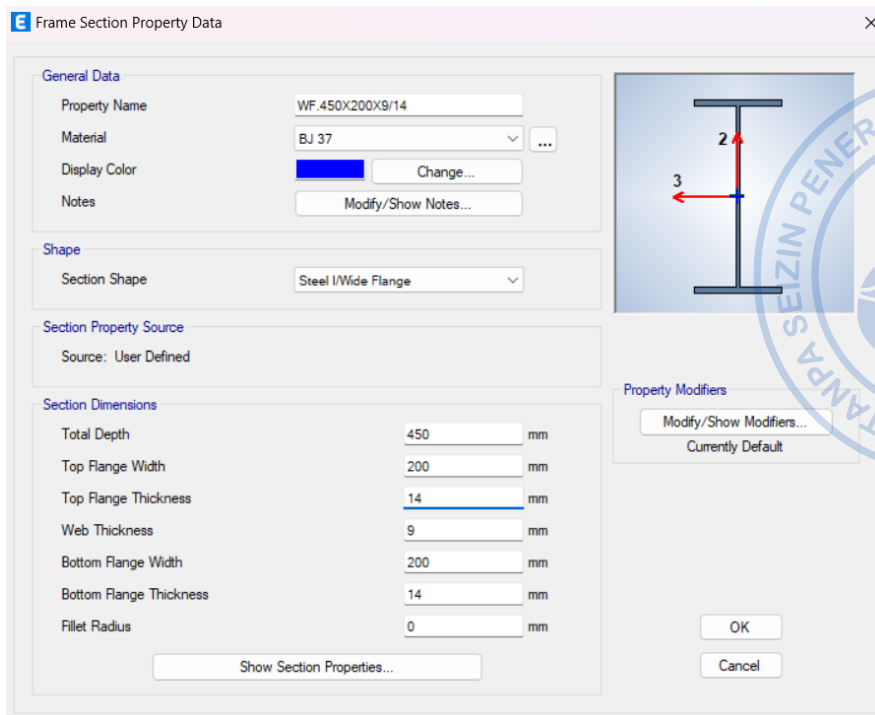 Frame Section Property Data
General Data
Property Name WF.450X200X9/14
Material BJ 37 ...
Display Color Change...
Notes Modify/Show Notes...
2
3
Shape
Section Shape Steel I/Wide Flange
Section Property Source
Source: User Defined
Property Modifiers
Modify/Show Modifiers...
Currently Default
Section Dimensions
Total Depth 450 mm
Top Flange Width 200 mm
Top Flange Thickness 14 mm
Web Thickness 9 mm
Bottom Flange Width 200 mm
Bottom Flange Thickness 14 mm
Fillet Radius 0 mm
Show Section Properties...
OK
Cancel
TANPA SEIZIN